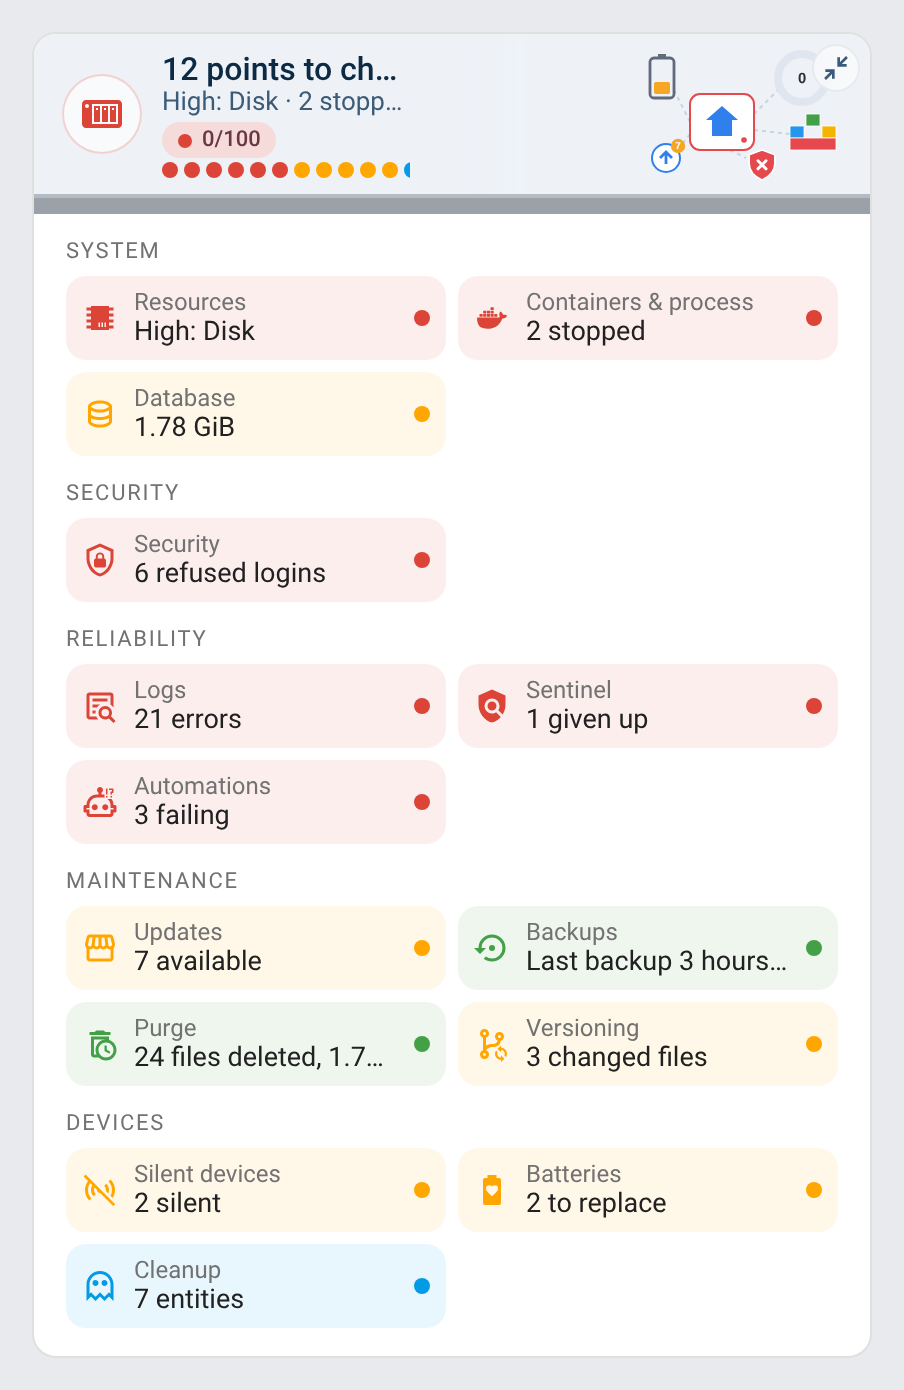 12 points to ch...
High: Disk · 2 stopp...
0/100
0
7
SYSTEM
Resources
High: Disk
Containers & process
2 stopped
Database
1.78 GiB
SECURITY
Security
6 refused logins
RELIABILITY
Logs
21 errors
Sentinel
1 given up
Automations
3 failing
MAINTENANCE
Updates
7 available
Backups
Last backup 3 hours...
Purge
24 files deleted, 1.7...
Versioning
3 changed files
DEVICES
Silent devices
2 silent
Batteries
2 to replace
Cleanup
7 entities